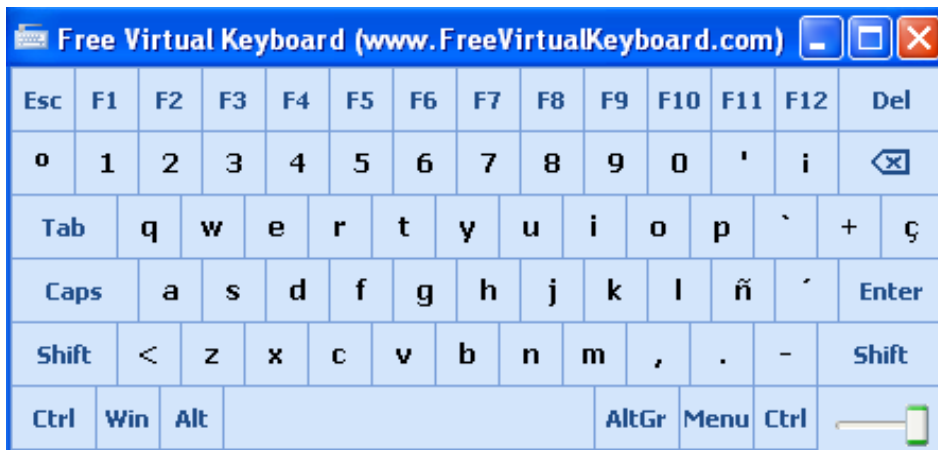 Free Virtual Keyboard (www.FreeVirtualKeyboard.com)
Esc F1 F2 F3 F4 F5 F6 F7 F8 F9 F10 F11 F12 Del
º 1 2 3 4 5 6 7 8 9 0 ' ¡
Tab q w e r t y u i o p ` + ç
Caps a s d f g h j k l ñ ´ Enter
Shift < z x c v b n m , . - Shift
Ctrl Win Alt AltGr Menu Ctrl